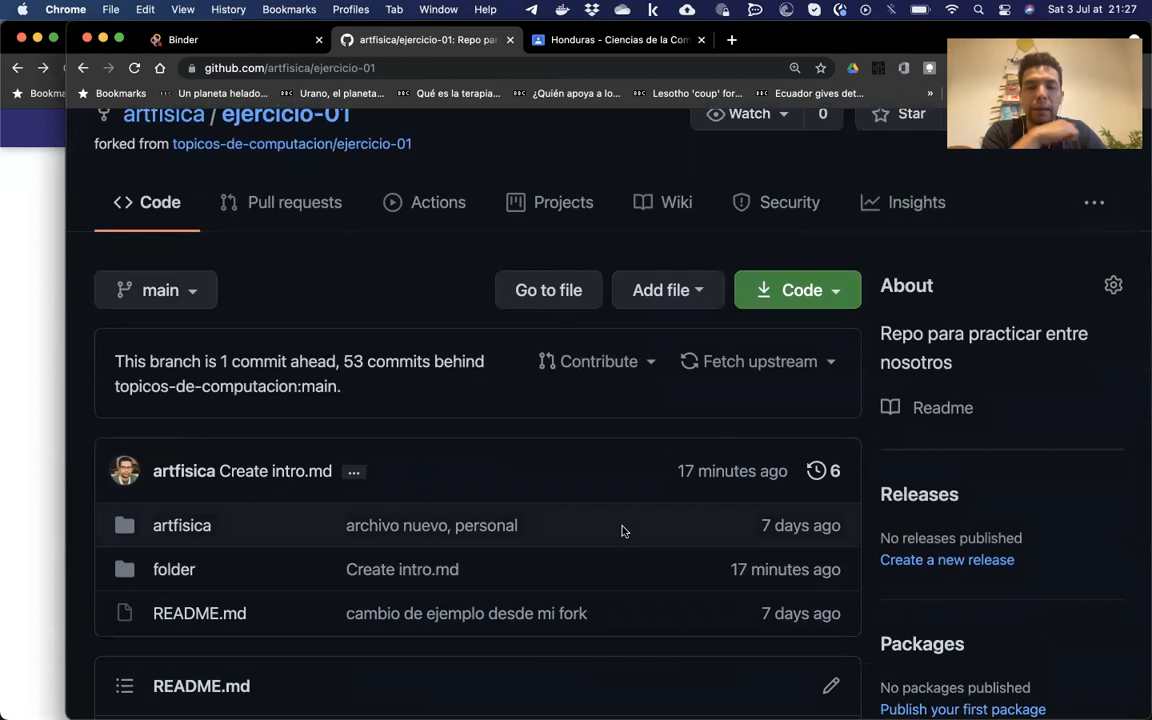 Chrome File Edit View History Bookmarks Profiles Tab Window Help Sat 3 Jul at 21:27
Binder
artfisica/ejercicio-01: Repo pa
Honduras - Ciencias de la Com
github.com/artfisica/ejercicio-01
Bookma
Bookmarks
Un planeta helado...
Urano, el planeta...
Qué es la terapia...
¿Quién apoya a lo...
Lesotho 'coup' for...
Ecuador gives det...
»
artfisica / ejercicio-01
Watch 0
Star
forked from topicos-de-computacion/ejercicio-01
<> Code
Pull requests
Actions
Projects
Wiki
Security
Insights
...
main
Go to file
Add file
Code
This branch is 1 commit ahead, 53 commits behind
topicos-de-computacion:main.
Contribute
Fetch upstream
artfisica Create intro.md ... 17 minutes ago 6
artfisica archivo nuevo, personal 7 days ago
folder Create intro.md 17 minutes ago
README.md cambio de ejemplo desde mi fork 7 days ago
README.md
About
Repo para practicar entre
nosotros
Readme
Releases
No releases published
Create a new release
Packages
No packages published
Publish your first package